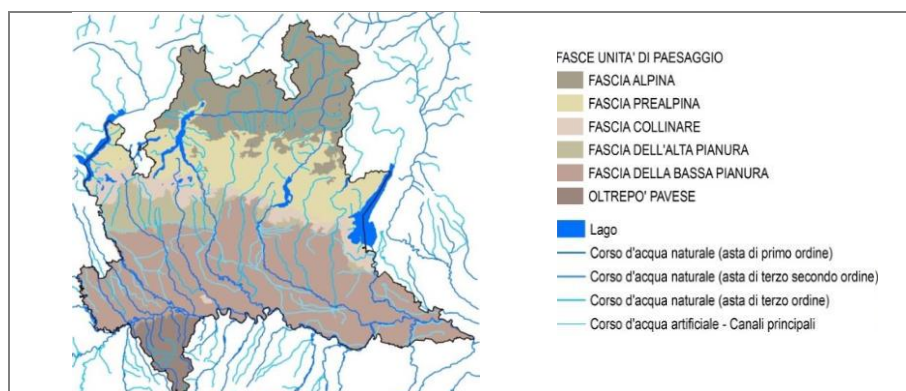 FASCE UNITA' DI PAESAGGIO
FASCIA ALPINA
FASCIA PREALPINA
FASCIA COLLINARE
FASCIA DELL'ALTA PIANURA
FASCIA DELLA BASSA PIANURA
OLTREPO' PAVESE
Lago
Corso d'acqua naturale (asta di primo ordine)
Corso d'acqua naturale (asta di terzo secondo ordine)
Corso d'acqua naturale (asta di terzo ordine)
Corso d'acqua artificiale - Canali principali